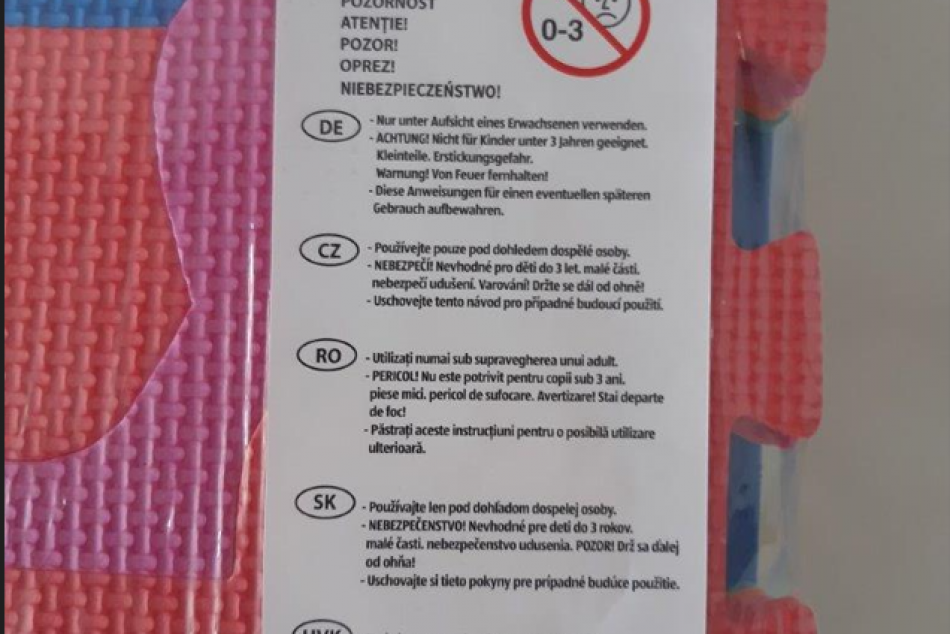 POZORNOST
ATENȚIE!
POZOR!
OPREZ!
NIEBEZPIECZEŃSTWO!
0-3
DE
- Nur unter Aufsicht eines Erwachsenen verwenden.
- ACHTUNG! Nicht für Kinder unter 3 Jahren geeignet.
Kleinteile. Erstickungsgefahr.
Warnung! Von Feuer fernhalten!
- Diese Anweisungen für einen eventuellen späteren
Gebrauch aufbewahren.
CZ
- Používejte pouze pod dohledem dospělé osoby.
- NEBEZPEČÍ! Nevhodné pro děti do 3 let. malé části.
nebezpečí udušení. Varování! Držte se dál od ohně!
- Uschovejte tento návod pro případné budoucí použití.
RO
- Utilizați numai sub supravegherea unui adult.
- PERICOL! Nu este potrivit pentru copii sub 3 ani.
piese mici. pericol de sufocare. Avertizare! Stai departe
de foc!
- Păstrați aceste instrucțiuni pentru o posibilă utilizare
ulterioară.
SK
- Používajte len pod dohľadom dospelej osoby.
- NEBEZPEČENSTVO! Nevhodné pre deti do 3 rokov.
malé časti. nebezpečenstvo udusenia. POZOR! Drž sa ďalej
od ohňa!
- Uschovajte si tieto pokyny pre prípadné budúce použitie.